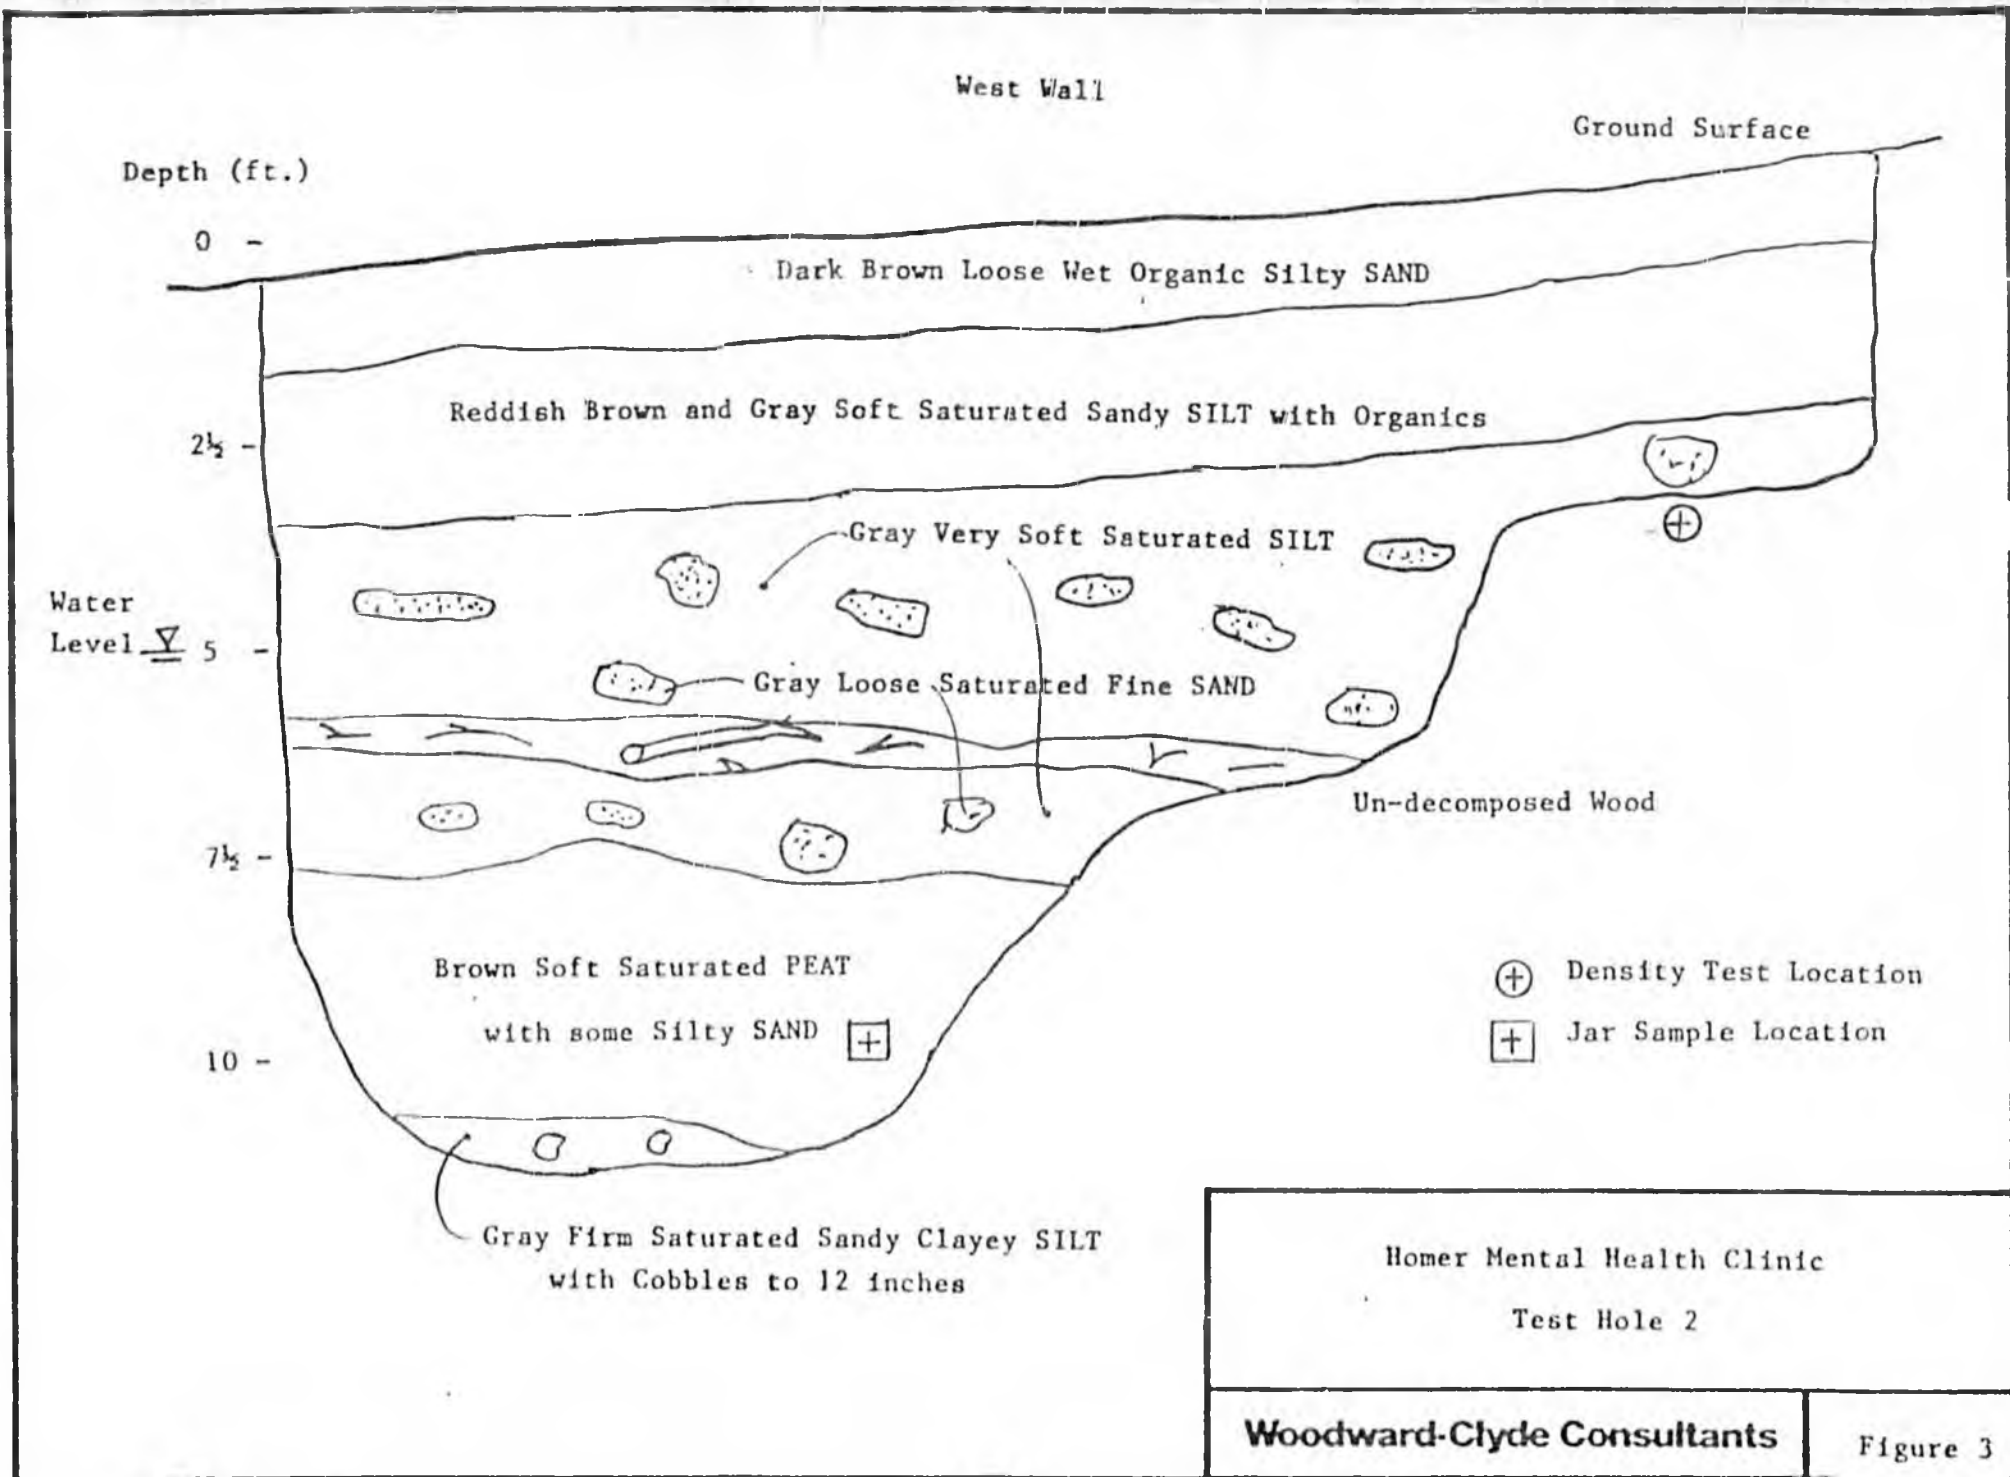 West Wall
Ground Surface
Depth (ft.)
0 -
Dark Brown Loose Wet Organic Silty SAND
Reddish Brown and Gray Soft Saturated Sandy SILT with Organics
2½ -
Gray Very Soft Saturated SILT
Water
Level 5 -
Gray Loose Saturated Fine SAND
Un-decomposed Wood
7½ -
Brown Soft Saturated PEAT
with some Silty SAND
Density Test Location
Jar Sample Location
10 -
Gray Firm Saturated Sandy Clayey SILT
with Cobbles to 12 inches
Homer Mental Health Clinic
Test Hole 2
Woodward-Clyde Consultants
Figure 3